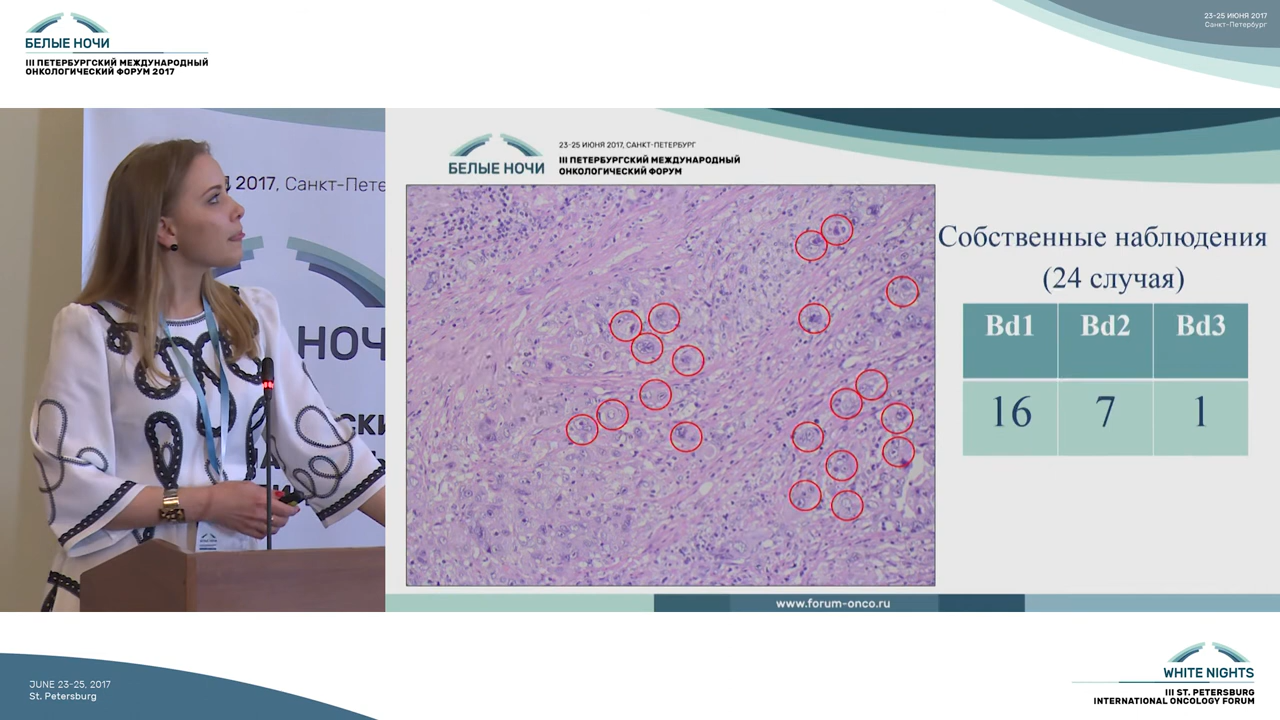 БЕЛЫЕ НОЧИ
III ПЕТЕРБУРГСКИЙ МЕЖДУНАРОДНЫЙ
ОНКОЛОГИЧЕСКИЙ ФОРУМ 2017
23-25 ИЮНЯ 2017
Санкт-Петербург
2017, Санкт-Пете
НОЧ
СКИ
23-25 ИЮНЯ 2017, САНКТ-ПЕТЕРБУРГ
БЕЛЫЕ НОЧИ
III ПЕТЕРБУРГСКИЙ МЕЖДУНАРОДНЫЙ
ОНКОЛОГИЧЕСКИЙ ФОРУМ
Собственные наблюдения
(24 случая)
Bd1 Bd2 Bd3
16 7 1
www.forum-onco.ru
JUNE 23-25, 2017
St. Petersburg
WHITE NIGHTS
III ST. PETERSBURG
INTERNATIONAL ONCOLOGY FORUM